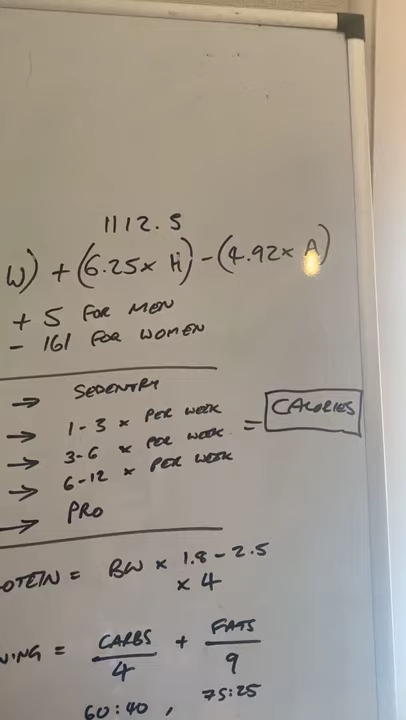 1112.5
W) + (6.25 x H) - (4.92 x A)
+ 5 FOR MEN
- 161 FOR WOMEN
→ SEDENTRY
→ 1-3 x PER WEEK
→ 3-6 x PER WEEK = CALORIES
→ 6-12 x PER WEEK
→ PRO
OTEIN = BW x 1.8 - 2.5
x 4
NING = CARBS/4 + FATS/9
60:40, 75:25